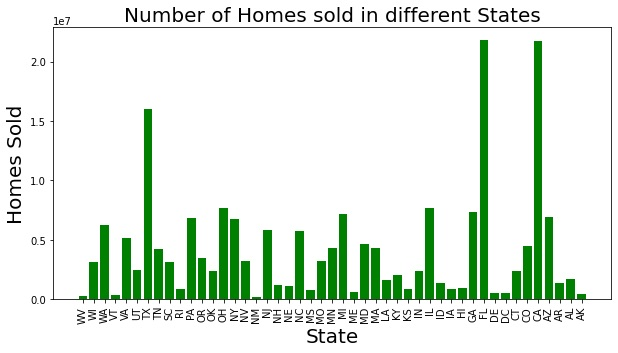 Number of Homes sold in different States
1e7
2.0
1.5
1.0
0.5
0.0
Homes Sold
WV WI WA VT VA UT TX TN SC RI PA OR OK OH NY NV NM NJ NH NE NC MS MO MN MI ME MD MA LA KY KS IN IL ID IA HI GA FL DE DC CT CO CA AZ AR AL AK
State